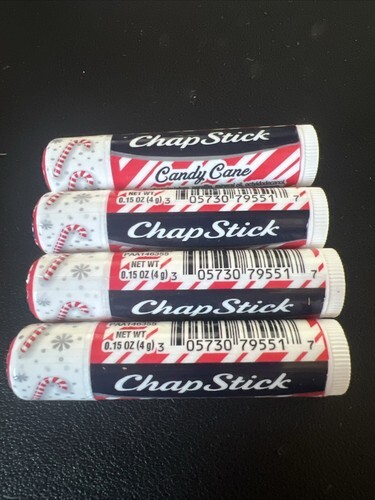 ChapStick
Candy Cane
NET WT
0.15 OZ (4 g)
3 05730 79551 7
ChapStick
NET WT
0.15 OZ (4 g)
3 05730 79551 7
ChapStick
NET WT
0.15 OZ (4 g)
3 05730 79551 7
ChapStick